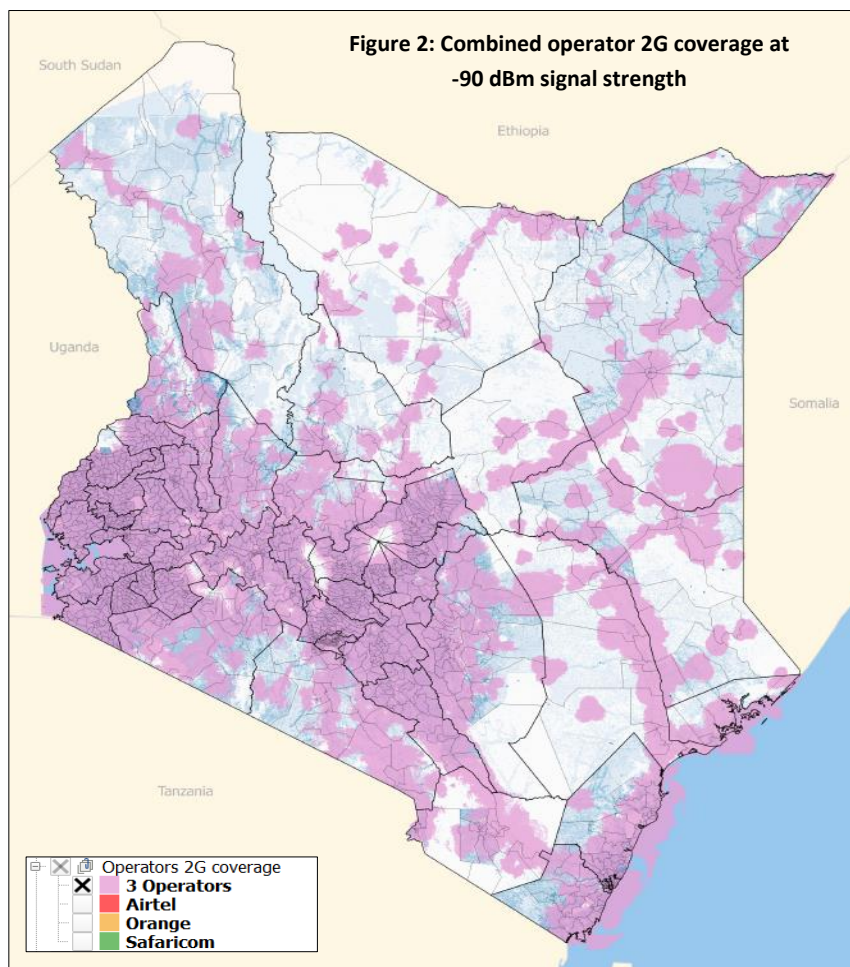 Figure 2: Combined operator 2G coverage at
-90 dBm signal strength
South Sudan
Ethiopia
Uganda
Somalia
Tanzania
Operators 2G coverage
3 Operators
Airtel
Orange
Safaricom